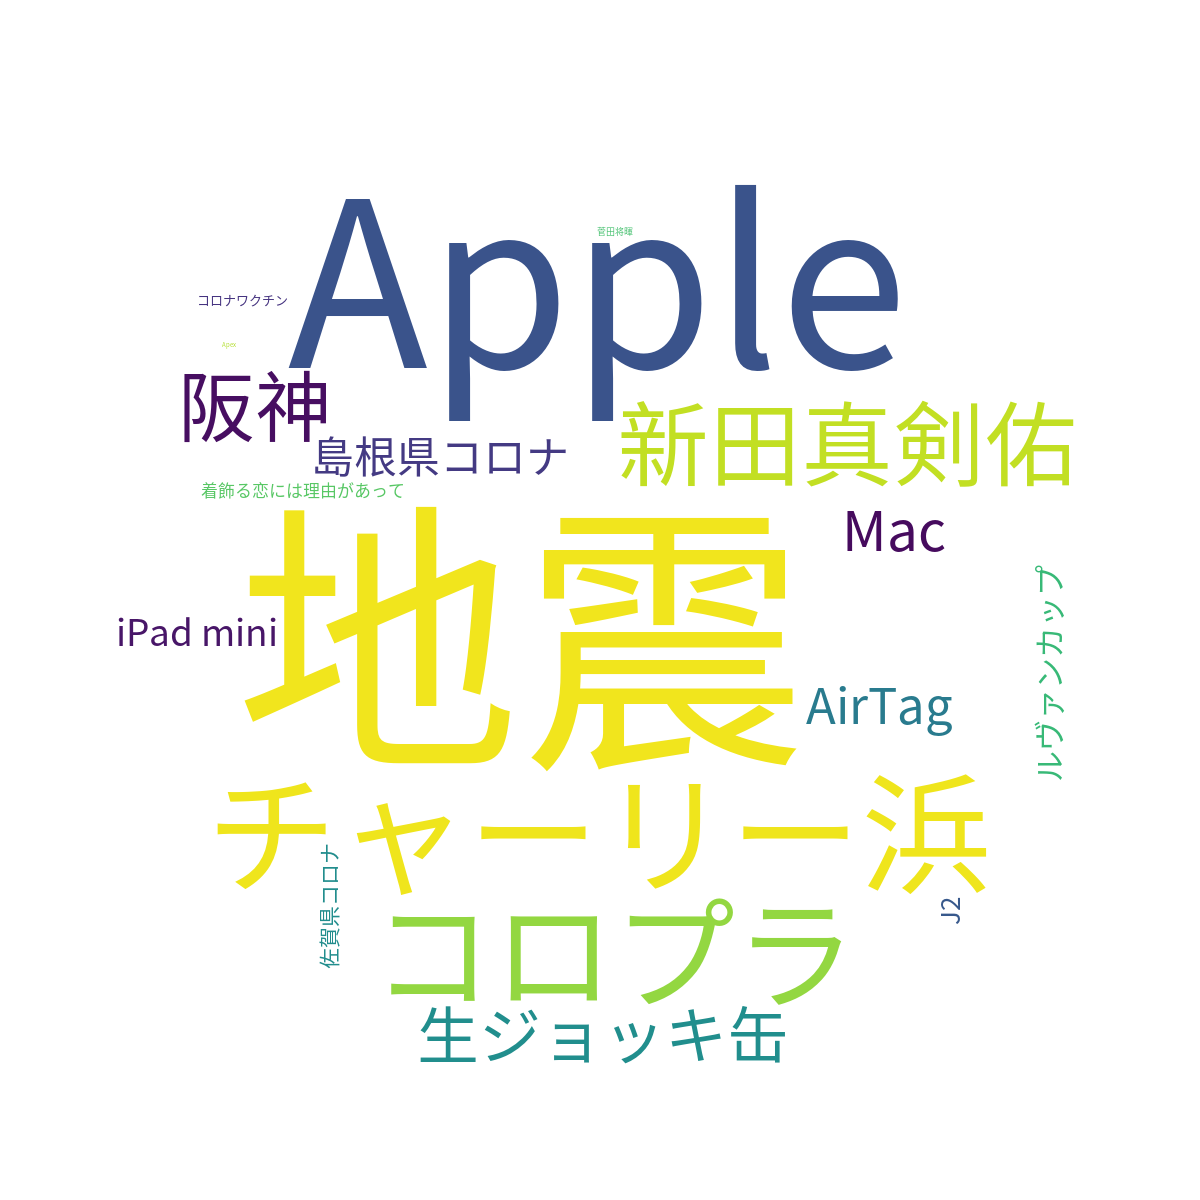 Apple
菅田将暉
コロナワクチン
Apex
阪神
新田真剣佑
島根県コロナ
着飾る恋には理由があって
地震
Mac
ルヴァンカップ
iPad mini
AirTag
チャーリー浜
佐賀県コロナ
J2
コロプラ
生ジョッキ缶